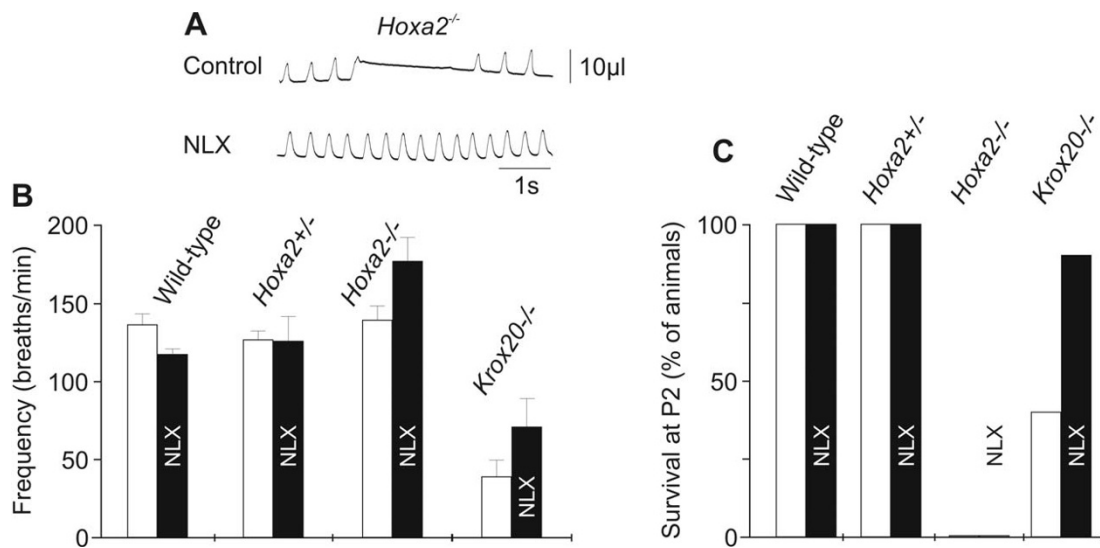 A
Hoxa2-/-
Control
10µl
NLX
1s
B
Frequency (breaths/min)
200
150
100
50
0
Wild-type
Hoxa2+/-
Hoxa2-/-
Krox20-/-
NLX
NLX
NLX
NLX
C
Survival at P2 (% of animals)
100
50
0
Wild-type
Hoxa2+/-
Hoxa2-/-
Krox20-/-
NLX
NLX
NLX
NLX